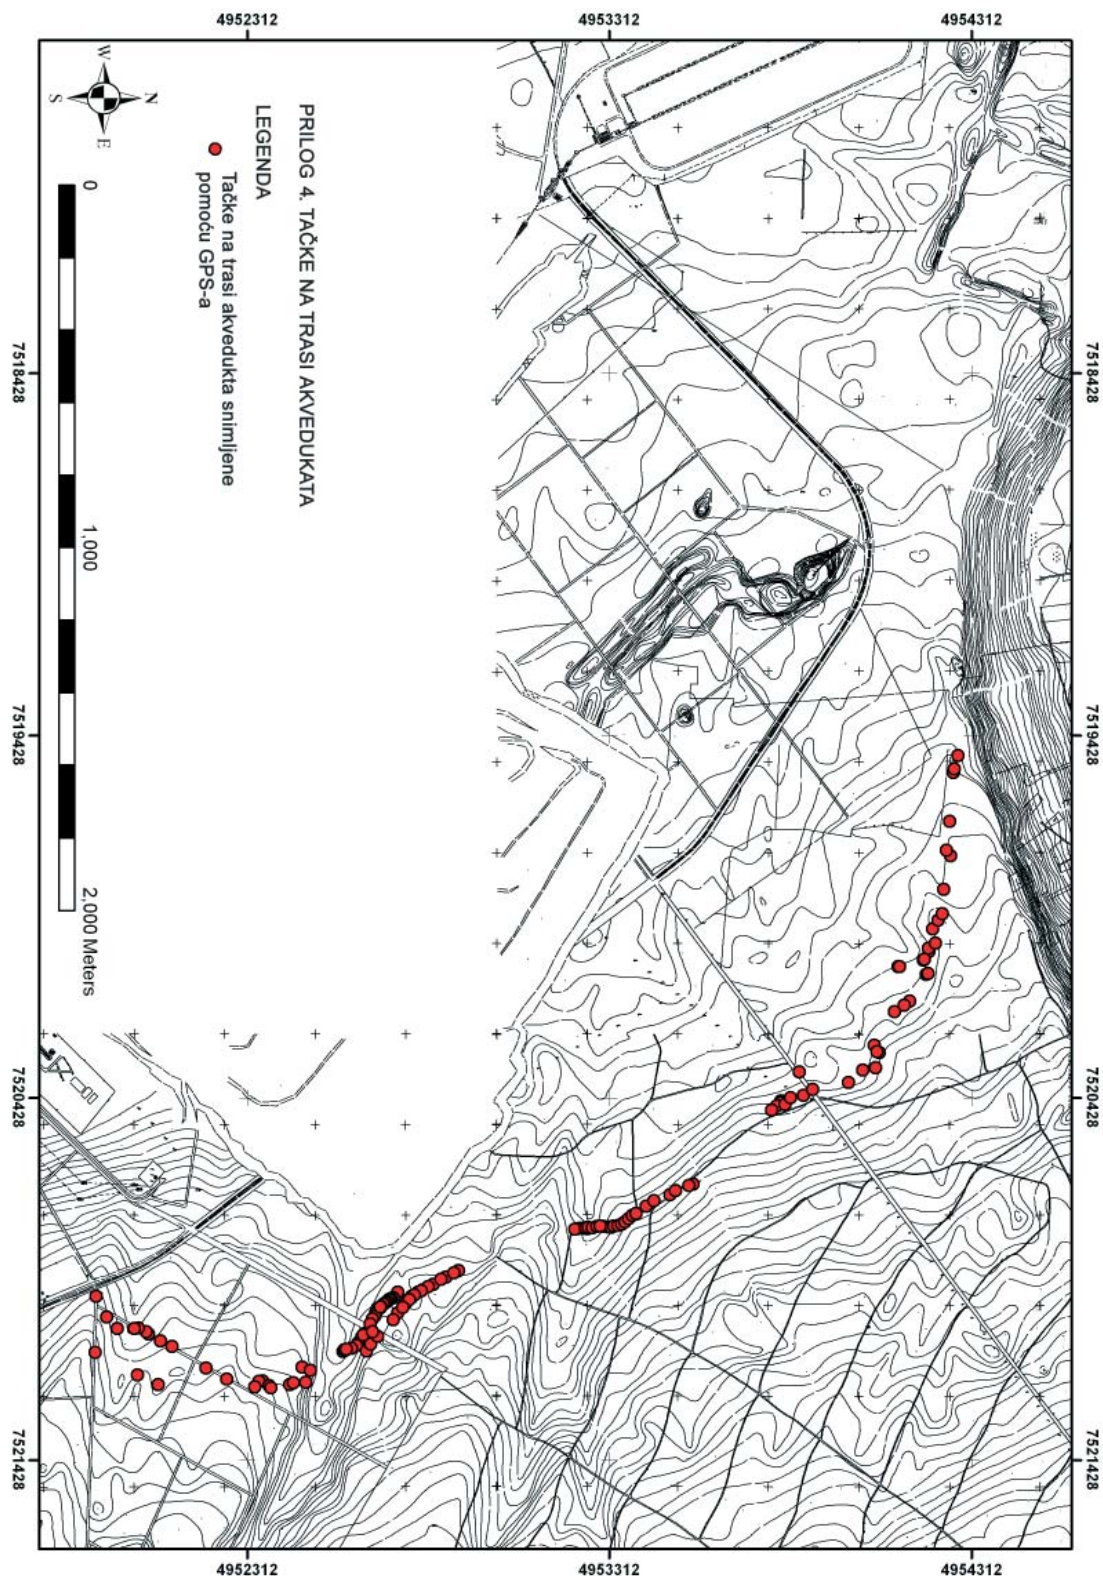 4952312
4953312
4954312
W
N
S
E
PRILOG 4. TAČKE NA TRASI AKVEDUKATA
LEGENDA
Tačke na trasi akvedukta snimljene
pomoću GPS-a
0
1,000
2,000 Meters
7518428
7519428
7520428
7521428
7518428
7519428
7520428
7521428
4952312
4953312
4954312